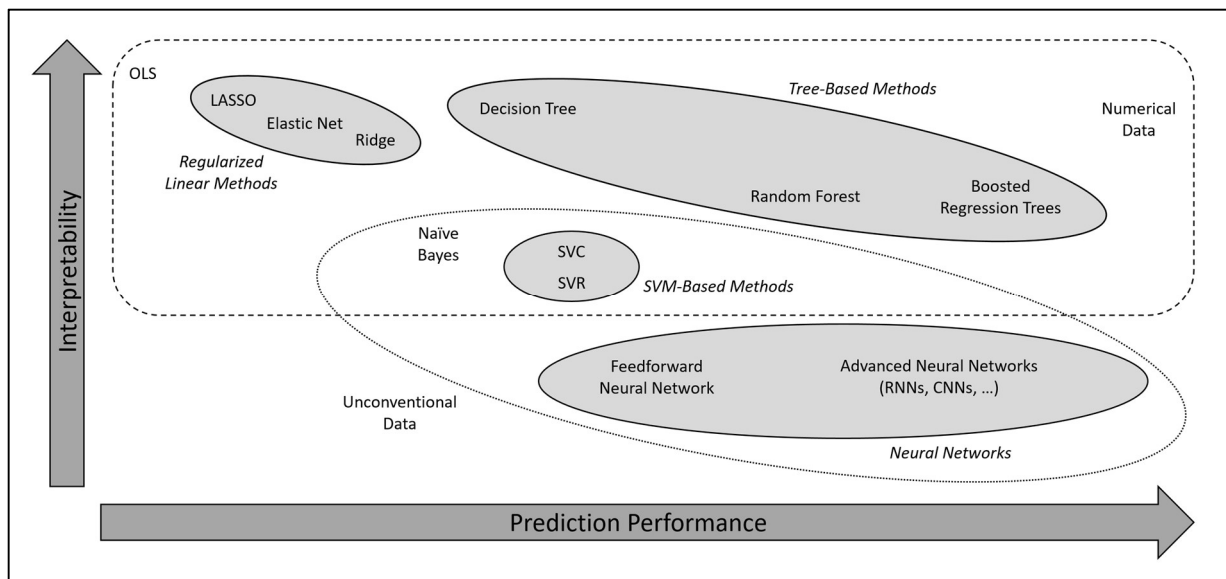 OLS
LASSO
Elastic Net
Ridge
Regularized
Linear Methods
Decision Tree
Tree-Based Methods
Numerical
Data
Random Forest
Boosted
Regression Trees
Naïve
Bayes
SVC
SVR
SVM-Based Methods
Feedforward
Neural Network
Advanced Neural Networks
(RNNs, CNNs, ...)
Unconventional
Data
Neural Networks
Interpretability
Prediction Performance